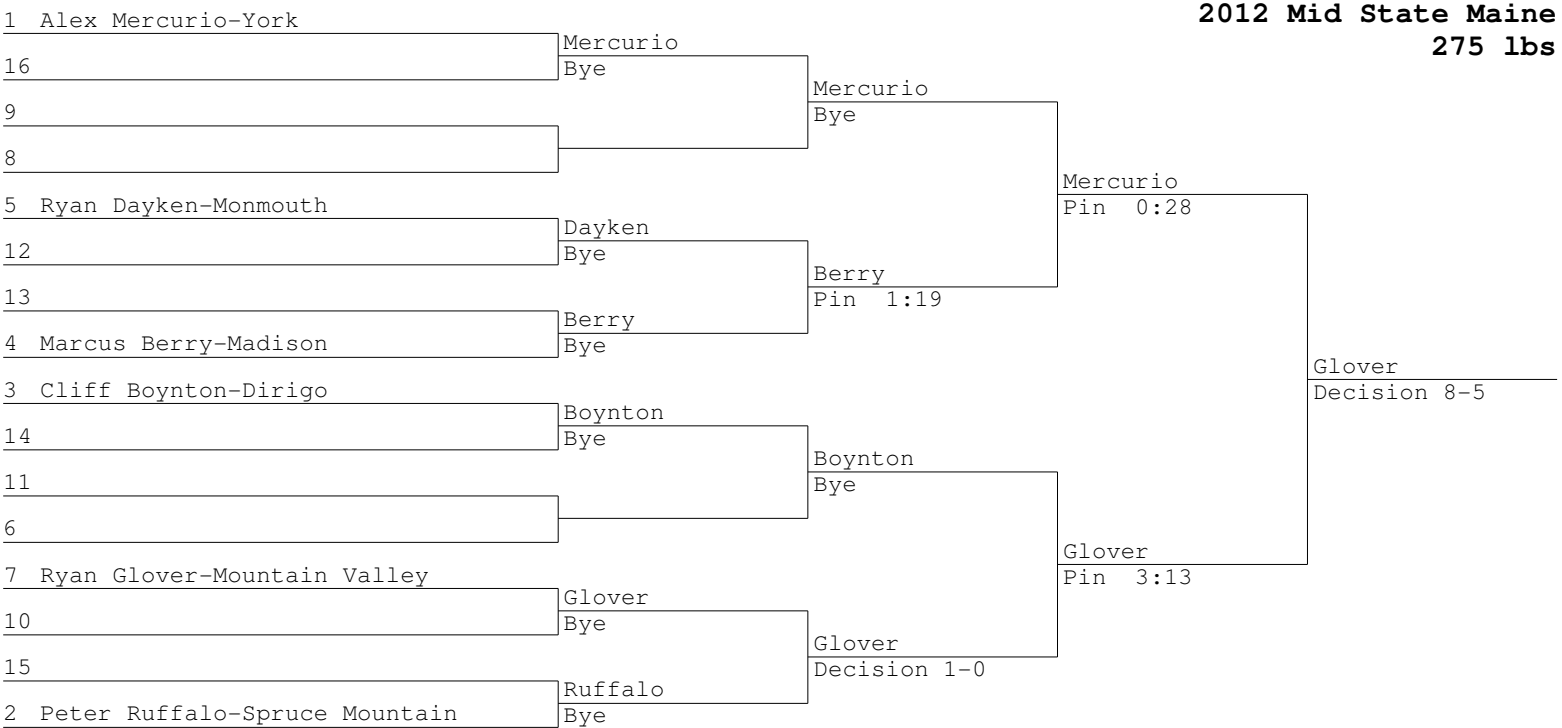 2012 Mid State Maine
275 lbs
1 Alex Mercurio-York
16
9
8
5 Ryan Dayken-Monmouth
12
13
4 Marcus Berry-Madison
3 Cliff Boynton-Dirigo
14
11
6
7 Ryan Glover-Mountain Valley
10
15
2 Peter Ruffalo-Spruce Mountain
Mercurio
Bye
Dayken
Bye
Berry
Bye
Boynton
Bye
Glover
Bye
Ruffalo
Bye
Mercurio
Bye
Berry
Pin 1:19
Boynton
Bye
Glover
Decision 1-0
Mercurio
Pin 0:28
Glover
Pin 3:13
Glover
Decision 8-5